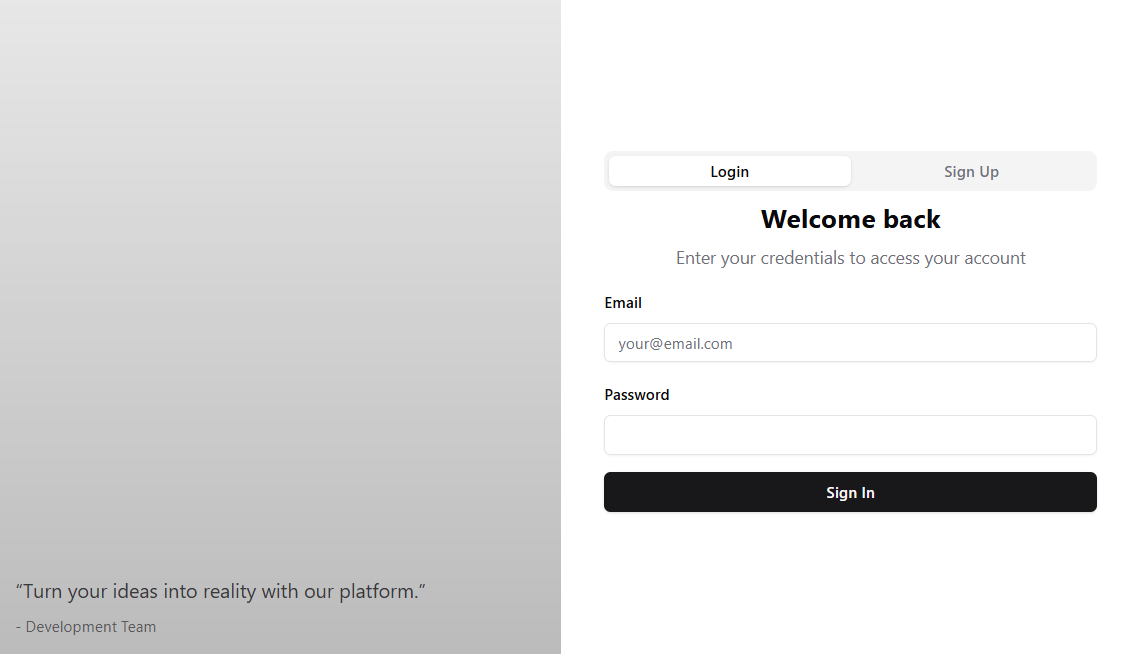 Login
Sign Up
Welcome back
Enter your credentials to access your account
Email
your@email.com
Password
Sign In
“Turn your ideas into reality with our platform.”
- Development Team